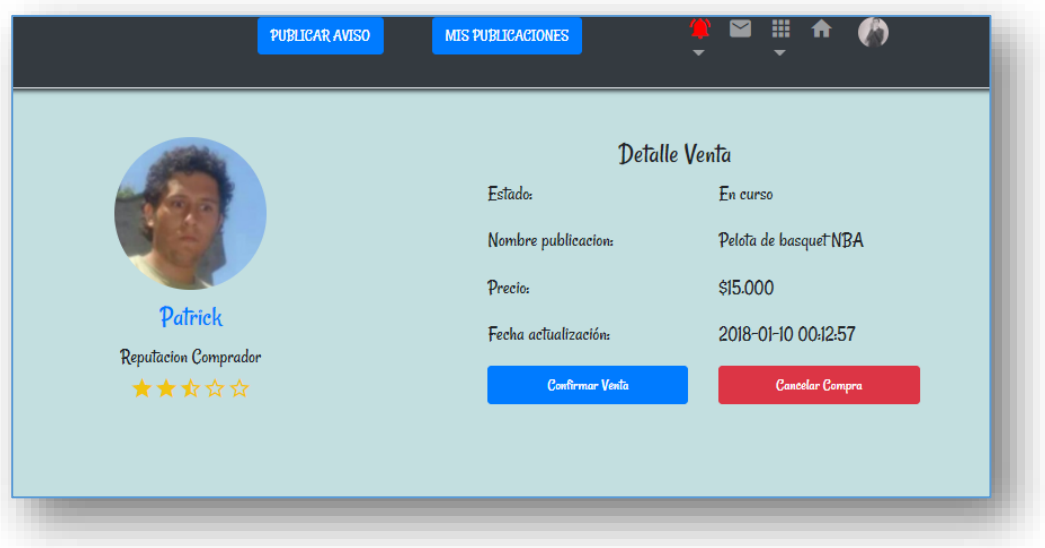 PUBLICAR AVISO MIS PUBLICACIONES
Detalle Venta
Estado: En curso
Nombre publicacion: Pelota de basquet NBA
Precio: $15.000
Fecha actualización: 2018-01-10 00:12:57
Confirmar Venta Cancelar Compra
Patrick
Reputacion Comprador